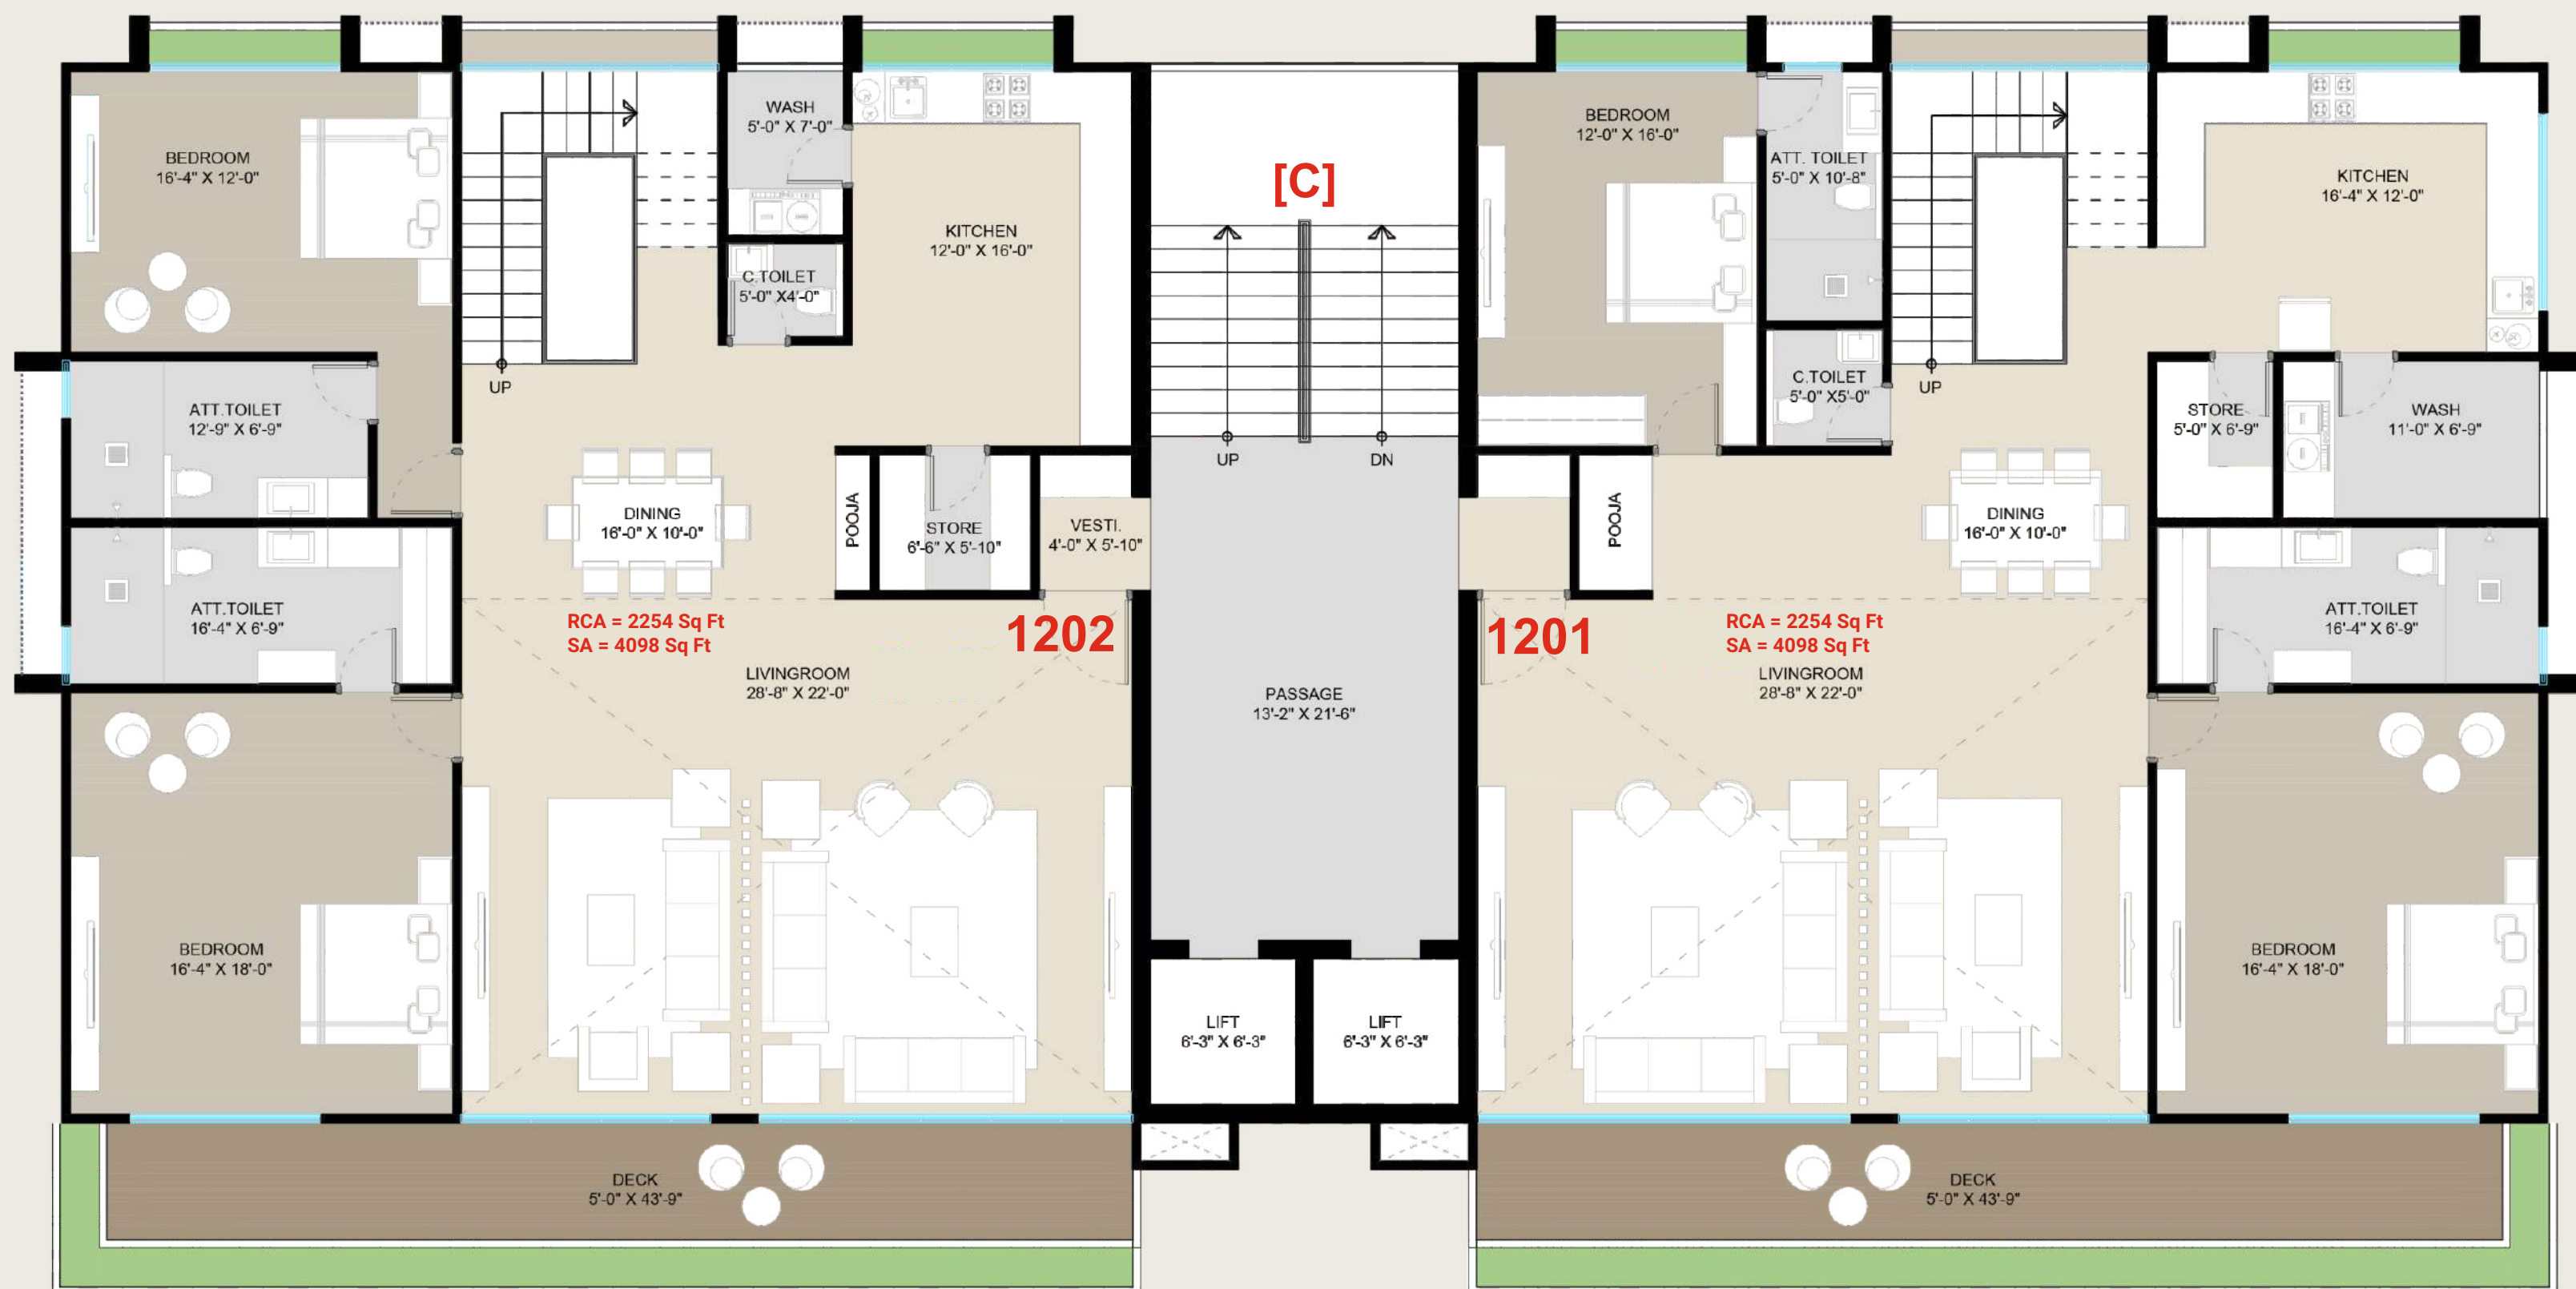 BEDROOM
16'-4" X 12'-0"
UP
WASH
5'-0" X 7'-0"
C.TOILET
5'-0" X4'-0"
KITCHEN
12'-0" X 16'-0"
ATT.TOILET
12'-9" X 6'-9"
ATT.TOILET
16'-4" X 6'-9"
DINING
16'-0" X 10'-0"
POOJA
STORE
6'-6" X 5'-10"
VESTI.
4'-0" X 5'-10"
RCA = 2254 Sq Ft
SA = 4098 Sq Ft
1202
LIVINGROOM
28'-8" X 22'-0"
BEDROOM
16'-4" X 18'-0"
DECK
5'-0" X 43'-9"
[C]
UP
DN
PASSAGE
13'-2" X 21'-6"
LIFT
6'-3" X 6'-3"
LIFT
6'-3" X 6'-3"
BEDROOM
12'-0" X 16'-0"
ATT. TOILET
5'-0" X 10'-8"
C.TOILET
5'-0" X5'-0"
UP
KITCHEN
16'-4" X 12'-0"
STORE
5'-0" X 6'-9"
WASH
11'-0" X 6'-9"
POOJA
DINING
16'-0" X 10'-0"
1201
RCA = 2254 Sq Ft
SA = 4098 Sq Ft
LIVINGROOM
28'-8" X 22'-0"
ATT.TOILET
16'-4" X 6'-9"
BEDROOM
16'-4" X 18'-0"
DECK
5'-0" X 43'-9"